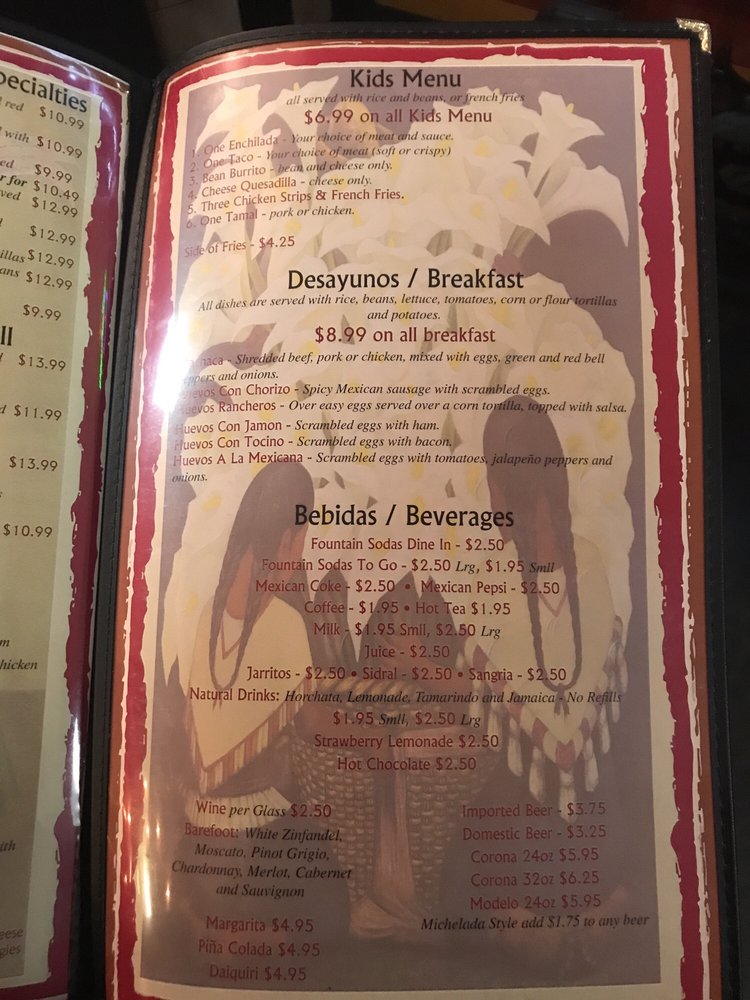 pecialties
red $10.99
with $10.99
ed $9.99
r for $10.49
ved $12.99
$12.99
illas $12.99
ans $12.99
$9.99
ll
$13.99
$11.99
$13.99
$10.99
m
hicken
ith
eese
gies
Kids Menu
all served with rice and beans, or french fries
$6.99 on all Kids Menu
1. One Enchilada - Your choice of meat and sauce.
2. One Taco - Your choice of meat (soft or crispy)
3. Bean Burrito - bean and cheese only.
4. Cheese Quesadilla - cheese only.
5. Three Chicken Strips & French Fries.
6. One Tamal - pork or chicken.
Side of Fries - $4.25
Desayunos / Breakfast
All dishes are served with rice, beans, lettuce, tomatoes, corn or flour tortillas
and potatoes.
$8.99 on all breakfast
haca - Shredded beef, pork or chicken, mixed with eggs, green and red bell
peppers and onions.
Huevos Con Chorizo - Spicy Mexican sausage with scrambled eggs.
Huevos Rancheros - Over easy eggs served over a corn tortilla, topped with salsa.
Huevos Con Jamon - Scrambled eggs with ham.
Huevos Con Tocino - Scrambled eggs with bacon.
Huevos A La Mexicana - Scrambled eggs with tomatoes, jalapeño peppers and
onions.
Bebidas / Beverages
Fountain Sodas Dine In - $2.50
Fountain Sodas To Go - $2.50 Lrg, $1.95 Smll
Mexican Coke - $2.50 • Mexican Pepsi - $2.50
Coffee - $1.95 • Hot Tea $1.95
Milk - $1.95 Smll, $2.50 Lrg
Juice - $2.50
Jarritos - $2.50 • Sidral - $2.50 • Sangria - $2.50
Natural Drinks: Horchata, Lemonade, Tamarindo and Jamaica - No Refills
$1.95 Smll, $2.50 Lrg
Strawberry Lemonade $2.50
Hot Chocolate $2.50
Wine per Glass $2.50
Barefoot: White Zinfandel,
Moscato, Pinot Grigio,
Chardonnay, Merlot, Cabernet
and Sauvignon
Margarita $4.95
Piña Colada $4.95
Daiquiri $4.95
Imported Beer - $3.75
Domestic Beer - $3.25
Corona 24oz $5.95
Corona 32oz $6.25
Modelo 24oz $5.95
Michelada Style add $1.75 to any beer